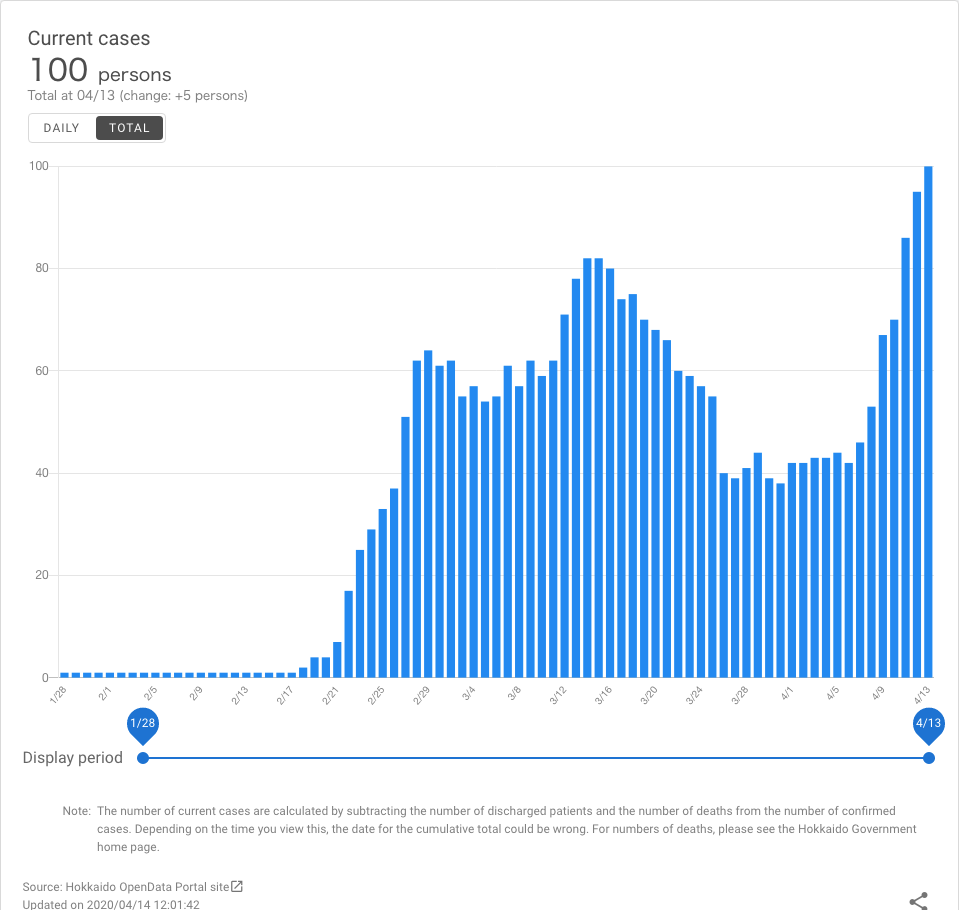 Current cases
100 persons
Total at 04/13 (change: +5 persons)
DAILY TOTAL
100
80
60
40
20
0
1/28 2/1 2/5 2/9 2/13 2/17 2/21 2/25 2/29 3/4 3/8 3/12 3/16 3/20 3/24 3/28 4/1 4/5 4/9 4/13
1/28 4/13
Display period
Note: The number of current cases are calculated by subtracting the number of discharged patients and the number of deaths from the number of confirmed
cases. Depending on the time you view this, the date for the cumulative total could be wrong. For numbers of deaths, please see the Hokkaido Government
home page.
Source: Hokkaido OpenData Portal site
Updated on 2020/04/14 12:01:42